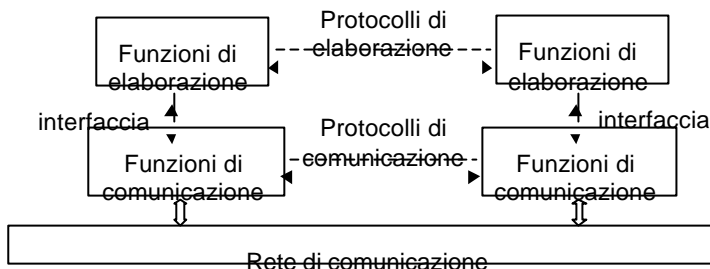 Protocolli di
elaborazione
Funzioni di
elaborazione
Funzioni di
elaborazione
interfaccia
interfaccia
Protocolli di
comunicazione
Funzioni di
comunicazione
Funzioni di
comunicazione
Rete di comunicazione